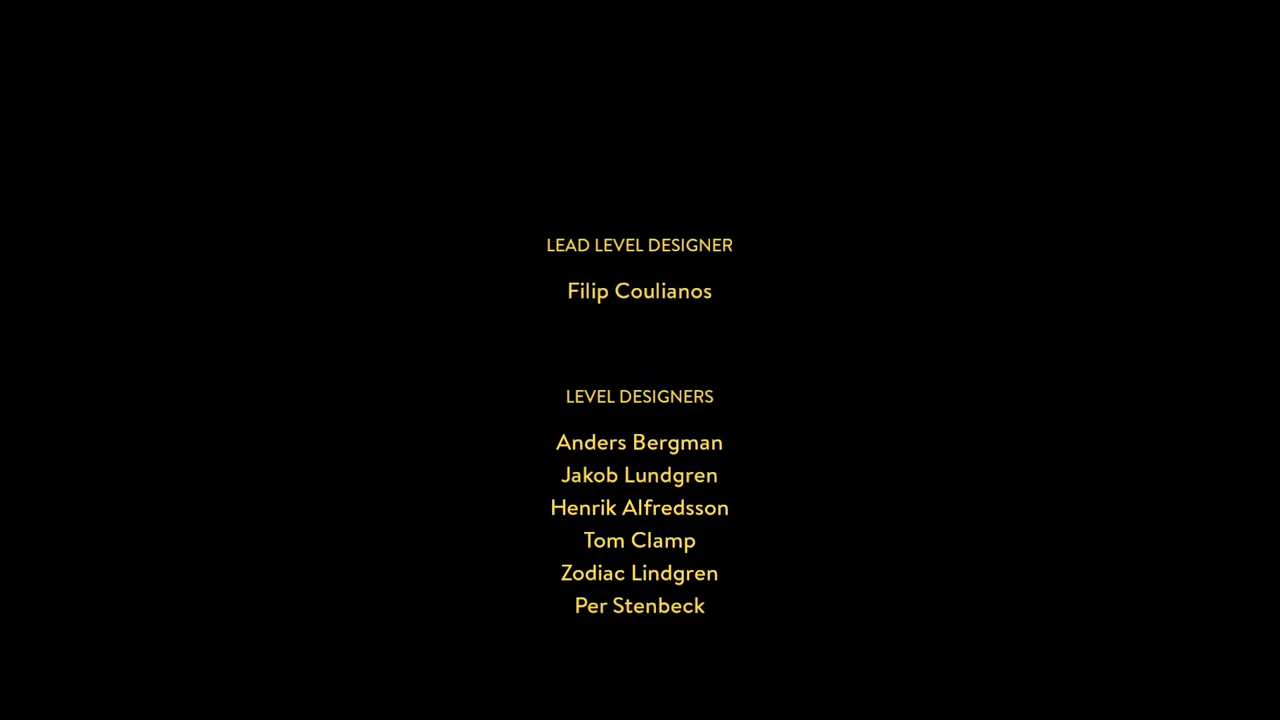 LEAD LEVEL DESIGNER
Filip Coulianos
LEVEL DESIGNERS
Anders Bergman
Jakob Lundgren
Henrik Alfredsson
Tom Clamp
Zodiac Lindgren
Per Stenbeck